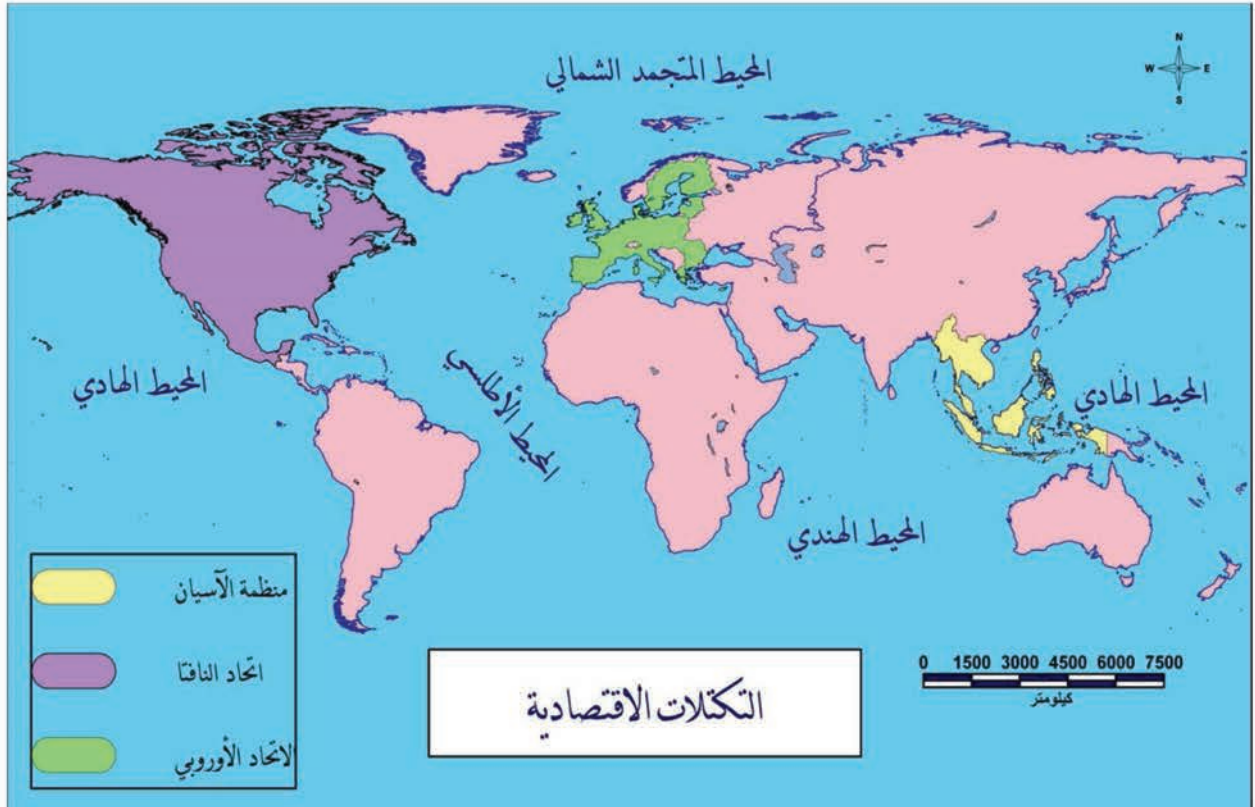 المحيط المتجمد الشمالي
N
W E
S
المحيط الهادي
المحيط الأطلسي
المحيط الهادي
المحيط الهندي
منظمة الآسيان
اتحاد النافتا
الاتحاد الأوروبي
التكتلات الاقتصادية
0 1500 3000 4500 6000 7500
كيلومتر